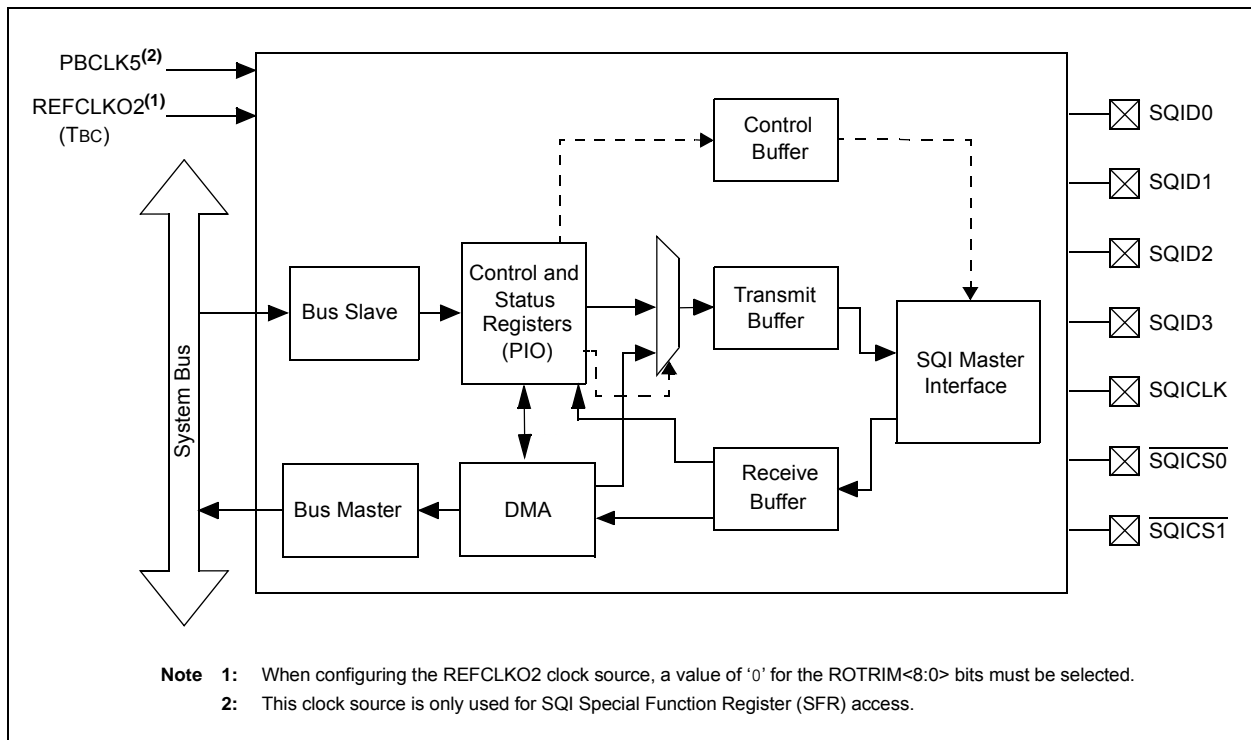 PBCLK5(2)
REFCLKO2(1)
(TBC)
System Bus
Bus Slave
Control and
Status
Registers
(PIO)
Control
Buffer
Transmit
Buffer
SQI Master
Interface
Bus Master
DMA
Receive
Buffer
SQID0
SQID1
SQID2
SQID3
SQICLK
SQICS0
SQICS1
Note 1: When configuring the REFCLKO2 clock source, a value of ‘0’ for the ROTRIM<8:0> bits must be selected.
2: This clock source is only used for SQI Special Function Register (SFR) access.